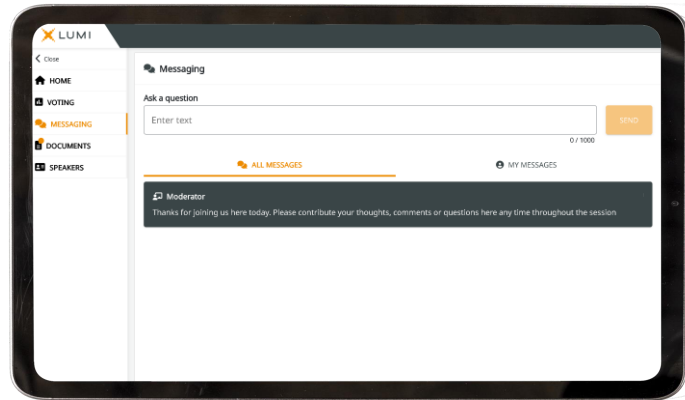 LUMI
Close
HOME
VOTING
MESSAGING
DOCUMENTS
SPEAKERS
Messaging
Ask a question
Enter text
SEND
0 / 1000
ALL MESSAGES
MY MESSAGES
Moderator
Thanks for joining us here today. Please contribute your thoughts, comments or questions here any time throughout the session